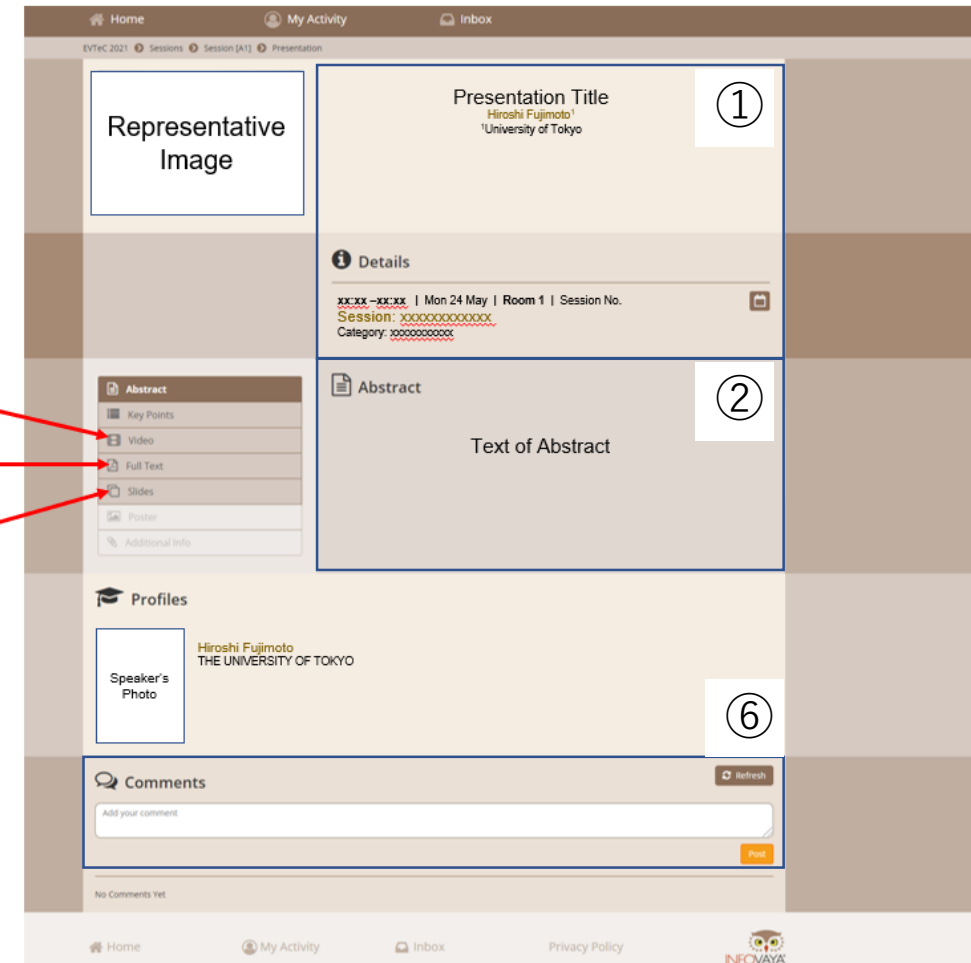 Home
My Activity
Inbox
EVTeC 2021 Sessions Session [A1] Presentation
Representative
Image
Presentation Title
Hiroshi Fujimoto¹
¹University of Tokyo
①
Details
xx:xx –xx:xx | Mon 24 May | Room 1 | Session No.
Session: xxxxxxxxxxxx
Category: xxxxxxxxxxx
Abstract
Key Points
Video
Full Text
Slides
Poster
Additional Info
Abstract
②
Text of Abstract
Profiles
Speaker's
Photo
Hiroshi Fujimoto
THE UNIVERSITY OF TOKYO
⑥
Comments
Refresh
Add your comment
Post
No Comments Yet
Home
My Activity
Inbox
Privacy Policy
INFOVAYA